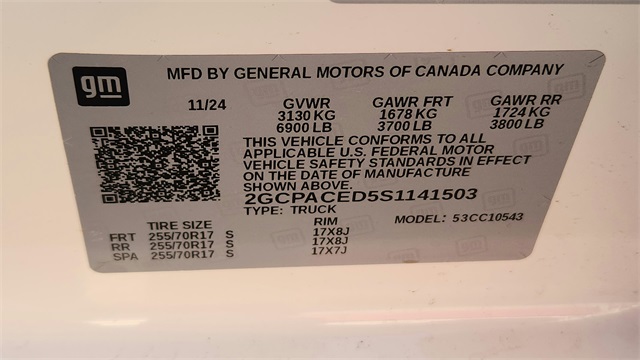 gm
MFD BY GENERAL MOTORS OF CANADA COMPANY
11/24 GVWR GAWR FRT GAWR RR
3130 KG 1678 KG 1724 KG
6900 LB 3700 LB 3800 LB
THIS VEHICLE CONFORMS TO ALL
APPLICABLE U.S. FEDERAL MOTOR
VEHICLE SAFETY STANDARDS IN EFFECT
ON THE DATE OF MANUFACTURE
SHOWN ABOVE.
2GCPACED5S1141503
TYPE: TRUCK MODEL: 53CC10543
TIRE SIZE RIM
FRT 255/70R17 S 17X8J
RR 255/70R17 S 17X8J
SPA 255/70R17 S 17X7J